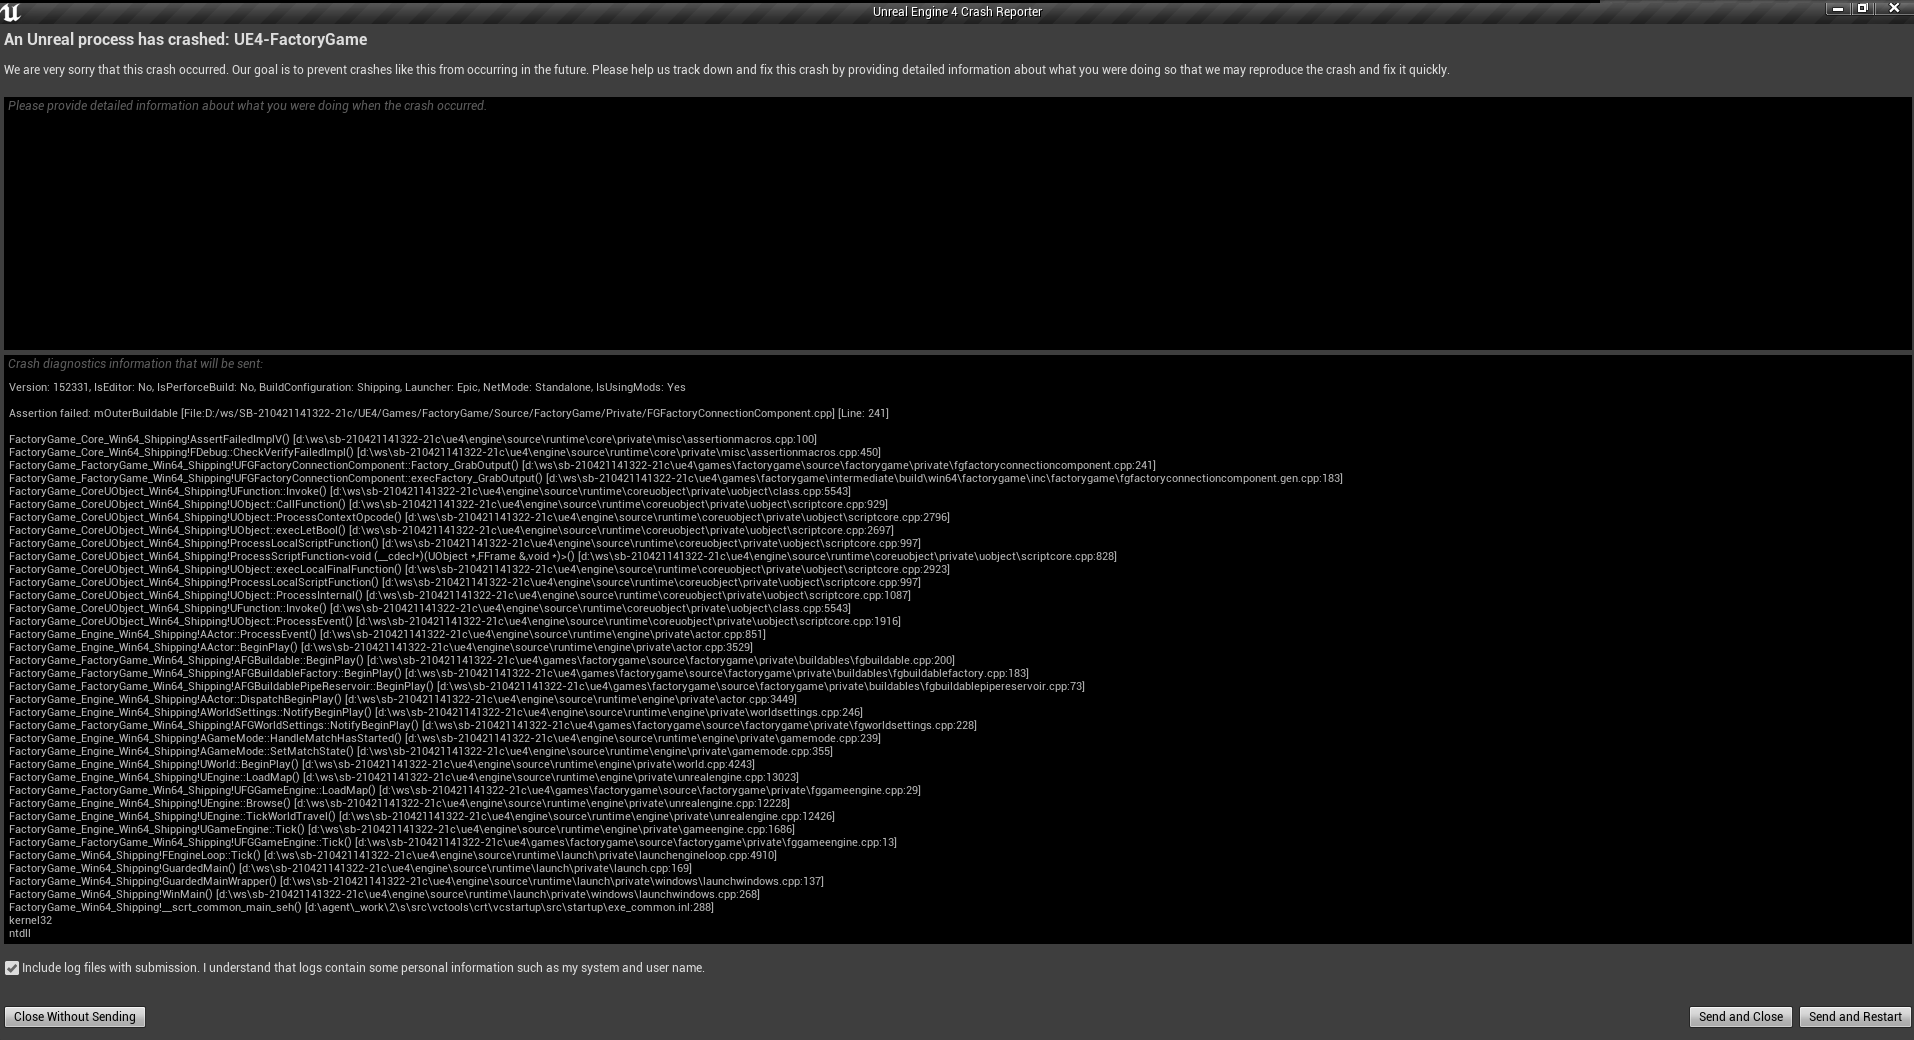 Unreal Engine 4 Crash Reporter
An Unreal process has crashed: UE4-FactoryGame
We are very sorry that this crash occurred. Our goal is to prevent crashes like this from occurring in the future. Please help us track down and fix this crash by providing detailed information about what you were doing so that we may reproduce the crash and fix it quickly.
Please provide detailed information about what you were doing when the crash occurred.
Crash diagnostics information that will be sent:
Version: 152331, IsEditor: No, IsPerforceBuild: No, BuildConfiguration: Shipping, Launcher: Epic, NetMode: Standalone, IsUsingMods: Yes
Assertion failed: mOuterBuildable [File:D:/ws/SB-210421141322-21c/UE4/Games/FactoryGame/Source/FactoryGame/Private/FGFactoryConnectionComponent.cpp] [Line: 241]
FactoryGame_Core_Win64_Shipping!AssertFailedImplV() [d:\ws\sb-210421141322-21c\ue4\engine\source\runtime\core\private\misc\assertionmacros.cpp:100]
FactoryGame_Core_Win64_Shipping!FDebug::CheckVerifyFailedImpl() [d:\ws\sb-210421141322-21c\ue4\engine\source\runtime\core\private\misc\assertionmacros.cpp:450]
FactoryGame_FactoryGame_Win64_Shipping!UFGFactoryConnectionComponent::Factory_GrabOutput() [d:\ws\sb-210421141322-21c\ue4\games\factorygame\source\factorygame\private\fgfactoryconnectioncomponent.cpp:241]
FactoryGame_FactoryGame_Win64_Shipping!UFGFactoryConnectionComponent::execFactory_GrabOutput() [d:\ws\sb-210421141322-21c\ue4\games\factorygame\intermediate\build\win64\factorygame\inc\factorygame\fgfactoryconnectioncomponent.gen.cpp:183]
FactoryGame_CoreUObject_Win64_Shipping!UFunction::Invoke() [d:\ws\sb-210421141322-21c\ue4\engine\source\runtime\coreuobject\private\uobject\class.cpp:5543]
FactoryGame_CoreUObject_Win64_Shipping!UObject::CallFunction() [d:\ws\sb-210421141322-21c\ue4\engine\source\runtime\coreuobject\private\uobject\scriptcore.cpp:929]
FactoryGame_CoreUObject_Win64_Shipping!UObject::ProcessContextOpcode() [d:\ws\sb-210421141322-21c\ue4\engine\source\runtime\coreuobject\private\uobject\scriptcore.cpp:2796]
FactoryGame_CoreUObject_Win64_Shipping!UObject::execLetBool() [d:\ws\sb-210421141322-21c\ue4\engine\source\runtime\coreuobject\private\uobject\scriptcore.cpp:2697]
FactoryGame_CoreUObject_Win64_Shipping!ProcessLocalScriptFunction() [d:\ws\sb-210421141322-21c\ue4\engine\source\runtime\coreuobject\private\uobject\scriptcore.cpp:997]
FactoryGame_CoreUObject_Win64_Shipping!ProcessScriptFunction<void (__cdecl*)(UObject *,FFrame &,void *)>() [d:\ws\sb-210421141322-21c\ue4\engine\source\runtime\coreuobject\private\uobject\scriptcore.cpp:828]
FactoryGame_CoreUObject_Win64_Shipping!UObject::execLocalFinalFunction() [d:\ws\sb-210421141322-21c\ue4\engine\source\runtime\coreuobject\private\uobject\scriptcore.cpp:2923]
FactoryGame_CoreUObject_Win64_Shipping!ProcessLocalScriptFunction() [d:\ws\sb-210421141322-21c\ue4\engine\source\runtime\coreuobject\private\uobject\scriptcore.cpp:997]
FactoryGame_CoreUObject_Win64_Shipping!UObject::ProcessInternal() [d:\ws\sb-210421141322-21c\ue4\engine\source\runtime\coreuobject\private\uobject\scriptcore.cpp:1087]
FactoryGame_CoreUObject_Win64_Shipping!UFunction::Invoke() [d:\ws\sb-210421141322-21c\ue4\engine\source\runtime\coreuobject\private\uobject\class.cpp:5543]
FactoryGame_CoreUObject_Win64_Shipping!UObject::ProcessEvent() [d:\ws\sb-210421141322-21c\ue4\engine\source\runtime\coreuobject\private\uobject\scriptcore.cpp:1916]
FactoryGame_Engine_Win64_Shipping!AActor::ProcessEvent() [d:\ws\sb-210421141322-21c\ue4\engine\source\runtime\engine\private\actor.cpp:851]
FactoryGame_Engine_Win64_Shipping!AActor::BeginPlay() [d:\ws\sb-210421141322-21c\ue4\engine\source\runtime\engine\private\actor.cpp:3529]
FactoryGame_FactoryGame_Win64_Shipping!AFGBuildable::BeginPlay() [d:\ws\sb-210421141322-21c\ue4\games\factorygame\source\factorygame\private\buildables\fgbuildable.cpp:200]
FactoryGame_FactoryGame_Win64_Shipping!AFGBuildableFactory::BeginPlay() [d:\ws\sb-210421141322-21c\ue4\games\factorygame\source\factorygame\private\buildables\fgbuildablefactory.cpp:183]
FactoryGame_FactoryGame_Win64_Shipping!AFGBuildablePipeReservoir::BeginPlay() [d:\ws\sb-210421141322-21c\ue4\games\factorygame\source\factorygame\private\buildables\fgbuildablepipereservoir.cpp:73]
FactoryGame_Engine_Win64_Shipping!AActor::DispatchBeginPlay() [d:\ws\sb-210421141322-21c\ue4\engine\source\runtime\engine\private\actor.cpp:3449]
FactoryGame_Engine_Win64_Shipping!AWorldSettings::NotifyBeginPlay() [d:\ws\sb-210421141322-21c\ue4\engine\source\runtime\engine\private\worldsettings.cpp:246]
FactoryGame_FactoryGame_Win64_Shipping!AFGWorldSettings::NotifyBeginPlay() [d:\ws\sb-210421141322-21c\ue4\games\factorygame\source\factorygame\private\fgworldsettings.cpp:228]
FactoryGame_Engine_Win64_Shipping!AGameMode::HandleMatchHasStarted() [d:\ws\sb-210421141322-21c\ue4\engine\source\runtime\engine\private\gamemode.cpp:239]
FactoryGame_Engine_Win64_Shipping!AGameMode::SetMatchState() [d:\ws\sb-210421141322-21c\ue4\engine\source\runtime\engine\private\gamemode.cpp:355]
FactoryGame_Engine_Win64_Shipping!UWorld::BeginPlay() [d:\ws\sb-210421141322-21c\ue4\engine\source\runtime\engine\private\world.cpp:4243]
FactoryGame_Engine_Win64_Shipping!UEngine::LoadMap() [d:\ws\sb-210421141322-21c\ue4\engine\source\runtime\engine\private\unrealengine.cpp:13023]
FactoryGame_FactoryGame_Win64_Shipping!UFGGameEngine::LoadMap() [d:\ws\sb-210421141322-21c\ue4\games\factorygame\source\factorygame\private\fggameengine.cpp:29]
FactoryGame_Engine_Win64_Shipping!UEngine::Browse() [d:\ws\sb-210421141322-21c\ue4\engine\source\runtime\engine\private\unrealengine.cpp:12228]
FactoryGame_Engine_Win64_Shipping!UEngine::TickWorldTravel() [d:\ws\sb-210421141322-21c\ue4\engine\source\runtime\engine\private\unrealengine.cpp:12426]
FactoryGame_Engine_Win64_Shipping!UGameEngine::Tick() [d:\ws\sb-210421141322-21c\ue4\engine\source\runtime\engine\private\gameengine.cpp:1686]
FactoryGame_FactoryGame_Win64_Shipping!UFGGameEngine::Tick() [d:\ws\sb-210421141322-21c\ue4\games\factorygame\source\factorygame\private\fggameengine.cpp:13]
FactoryGame_Win64_Shipping!FEngineLoop::Tick() [d:\ws\sb-210421141322-21c\ue4\engine\source\runtime\launch\private\launchengineloop.cpp:4910]
FactoryGame_Win64_Shipping!GuardedMain() [d:\ws\sb-210421141322-21c\ue4\engine\source\runtime\launch\private\launch.cpp:169]
FactoryGame_Win64_Shipping!GuardedMainWrapper() [d:\ws\sb-210421141322-21c\ue4\engine\source\runtime\launch\private\windows\launchwindows.cpp:137]
FactoryGame_Win64_Shipping!WinMain() [d:\ws\sb-210421141322-21c\ue4\engine\source\runtime\launch\private\windows\launchwindows.cpp:268]
FactoryGame_Win64_Shipping!__scrt_common_main_seh() [d:\agent\_work\2\s\src\vctools\crt\vcstartup\src\startup\exe_common.inl:288]
kernel32
ntdll
Include log files with submission. I understand that logs contain some personal information such as my system and user name.
Close Without Sending
Send and Close
Send and Restart